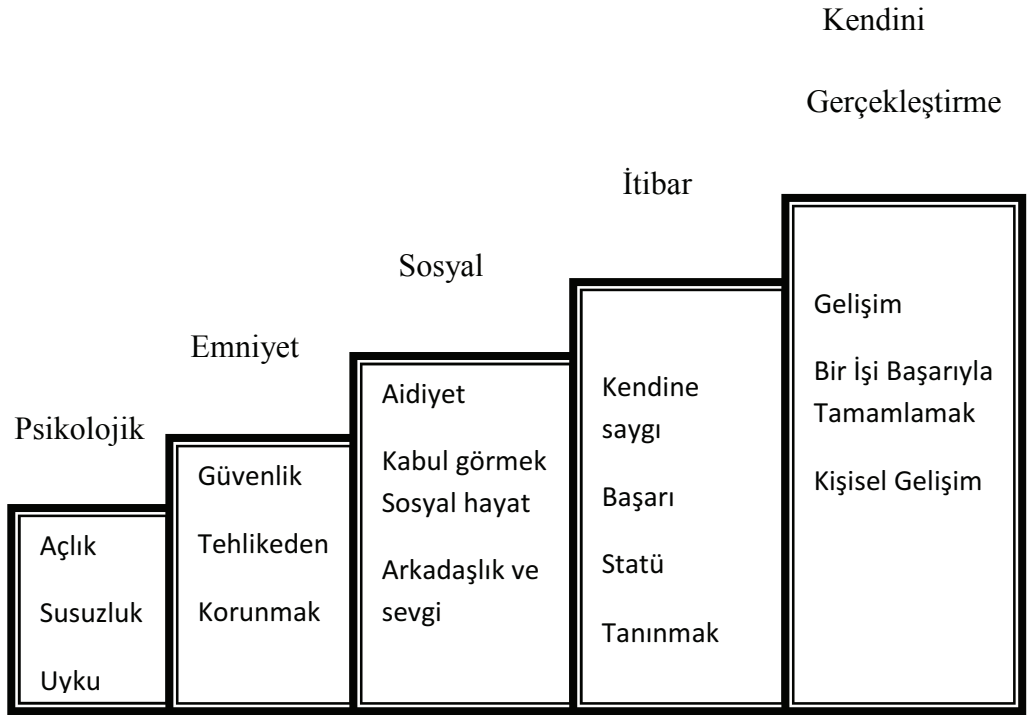 Psikolojik
Açlık
Susuzluk
Uyku
Emniyet
Güvenlik
Tehlikeden
Korunmak
Sosyal
Aidiyet
Kabul görmek
Sosyal hayat
Arkadaşlık ve
sevgi
İtibar
Kendine
saygı
Başarı
Statü
Tanınmak
Kendini
Gerçekleştirme
Gelişim
Bir İşi Başarıyla
Tamamlamak
Kişisel Gelişim